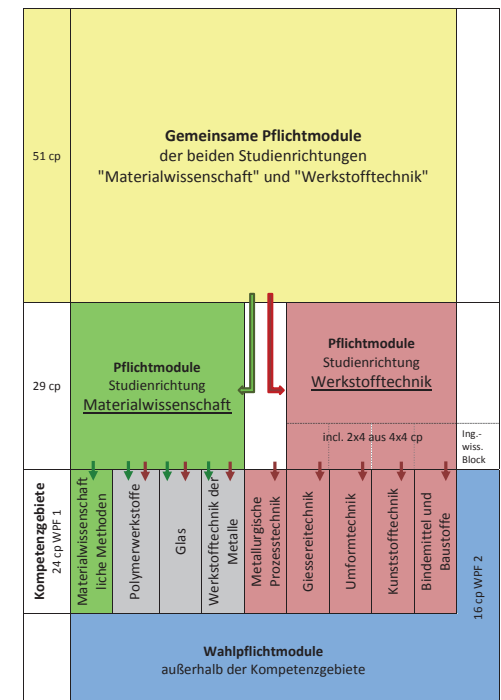 51 cp
Gemeinsame Pflichtmodule
der beiden Studienrichtungen
"Materialwissenschaft" und "Werkstofftechnik"
29 cp
Pflichtmodule
Studienrichtung
Materialwissenschaft
Pflichtmodule
Studienrichtung
Werkstofftechnik
incl. 2x4 aus 4x4 cp
Ing.-
wiss.
Block
Kompetenzgebiete
24 cp WPF 1
Materialwissenschaft
liche Methoden
Polymerwerkstoffe
Glas
Werkstofftechnik der
Metalle
Metallurgische
Prozesstechnik
Giessereitechnik
Umformtechnik
Kunststofftechnik
Bindemittel und
Baustoffe
16 cp WPF 2
Wahlpflichtmodule
außerhalb der Kompetenzgebiete